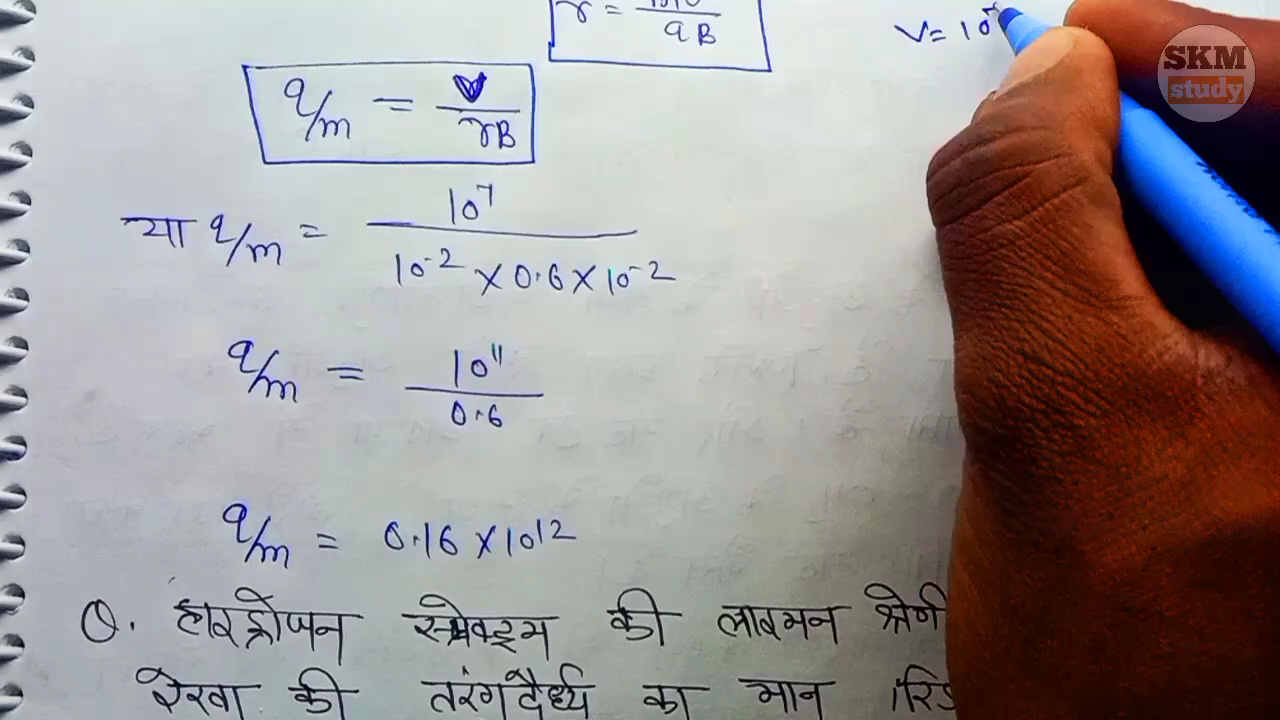 r = mv/qB
V = 10⁷
SKM
study
q/m = V/rB
या q/m = 10⁷/10⁻² × 0.6 × 10⁻²
q/m = 10¹¹/0.6
q/m = 0.16 × 10¹²
Q. हाइड्रोजन स्पेक्ट्रम की लाइमन श्रेणी
रेखा की तरंगदैर्ध्य का मान